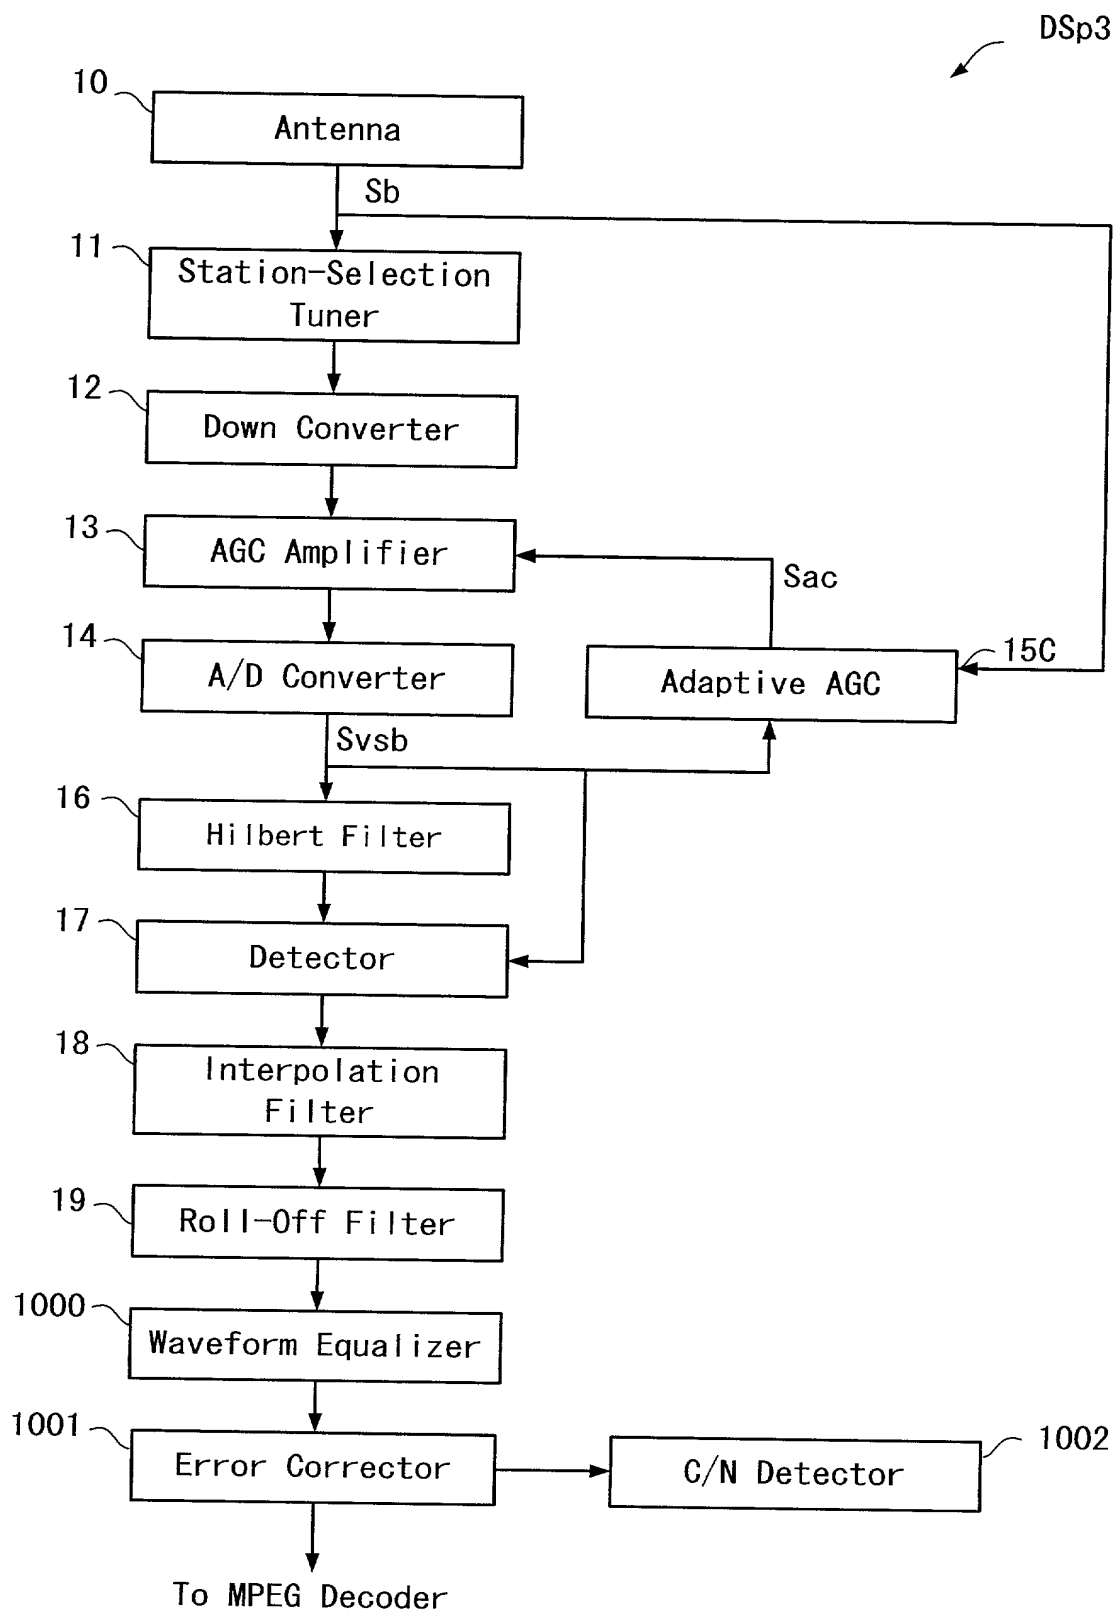 DSp3
10
Antenna
Sb
11
Station-Selection
Tuner
12
Down Converter
13
AGC Amplifier
Sac
14
A/D Converter
15C
Adaptive AGC
Svsb
16
Hilbert Filter
17
Detector
18
Interpolation
Filter
19
Roll-Off Filter
1000
Waveform Equalizer
1001
Error Corrector
1002
C/N Detector
To MPEG Decoder